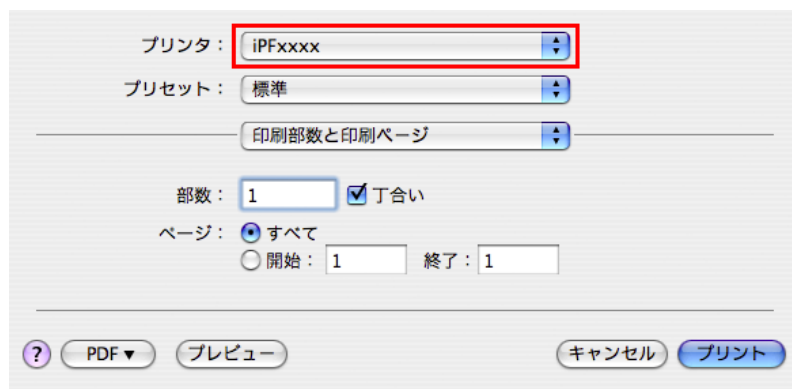 プリンタ： iPFxxxx
プリセット： 標準
印刷部数と印刷ページ
部数： 1 丁合い
ページ： すべて
開始： 1 終了： 1
? PDF▼ プレビュー キャンセル プリント